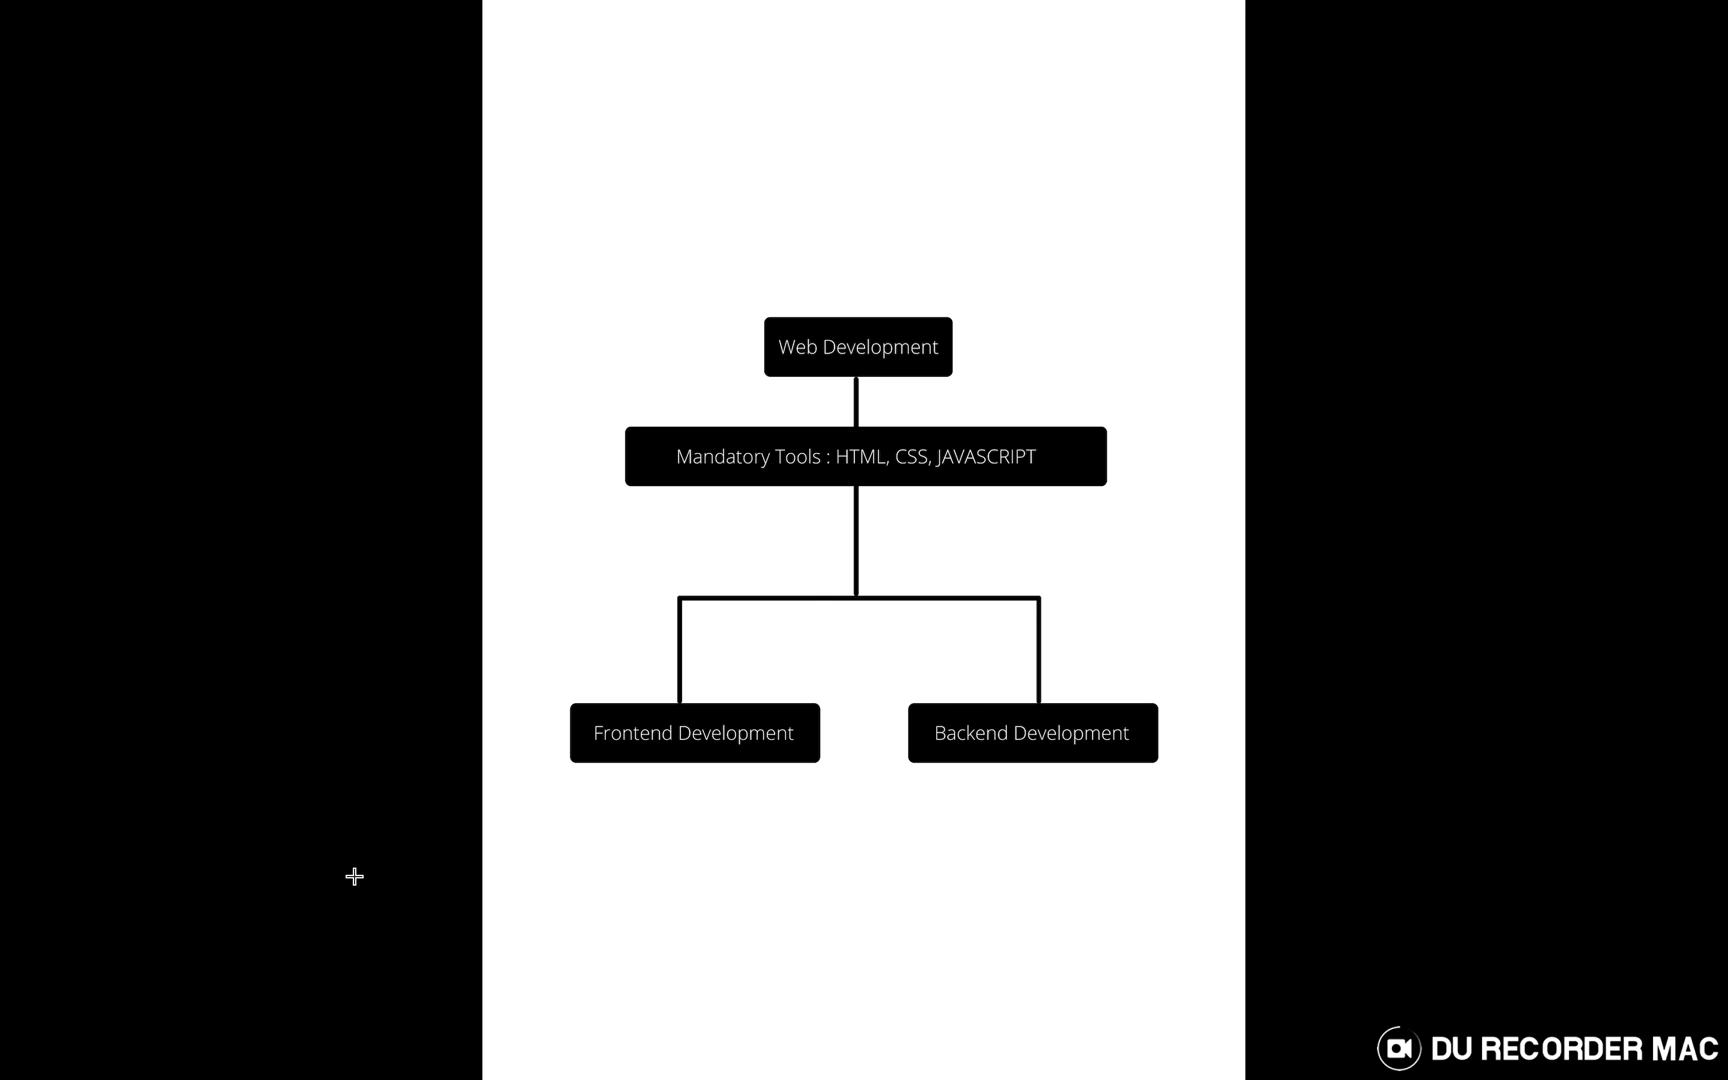 Web Development
Mandatory Tools : HTML, CSS, JAVASCRIPT
Frontend Development
Backend Development
DU RECORDER MAC